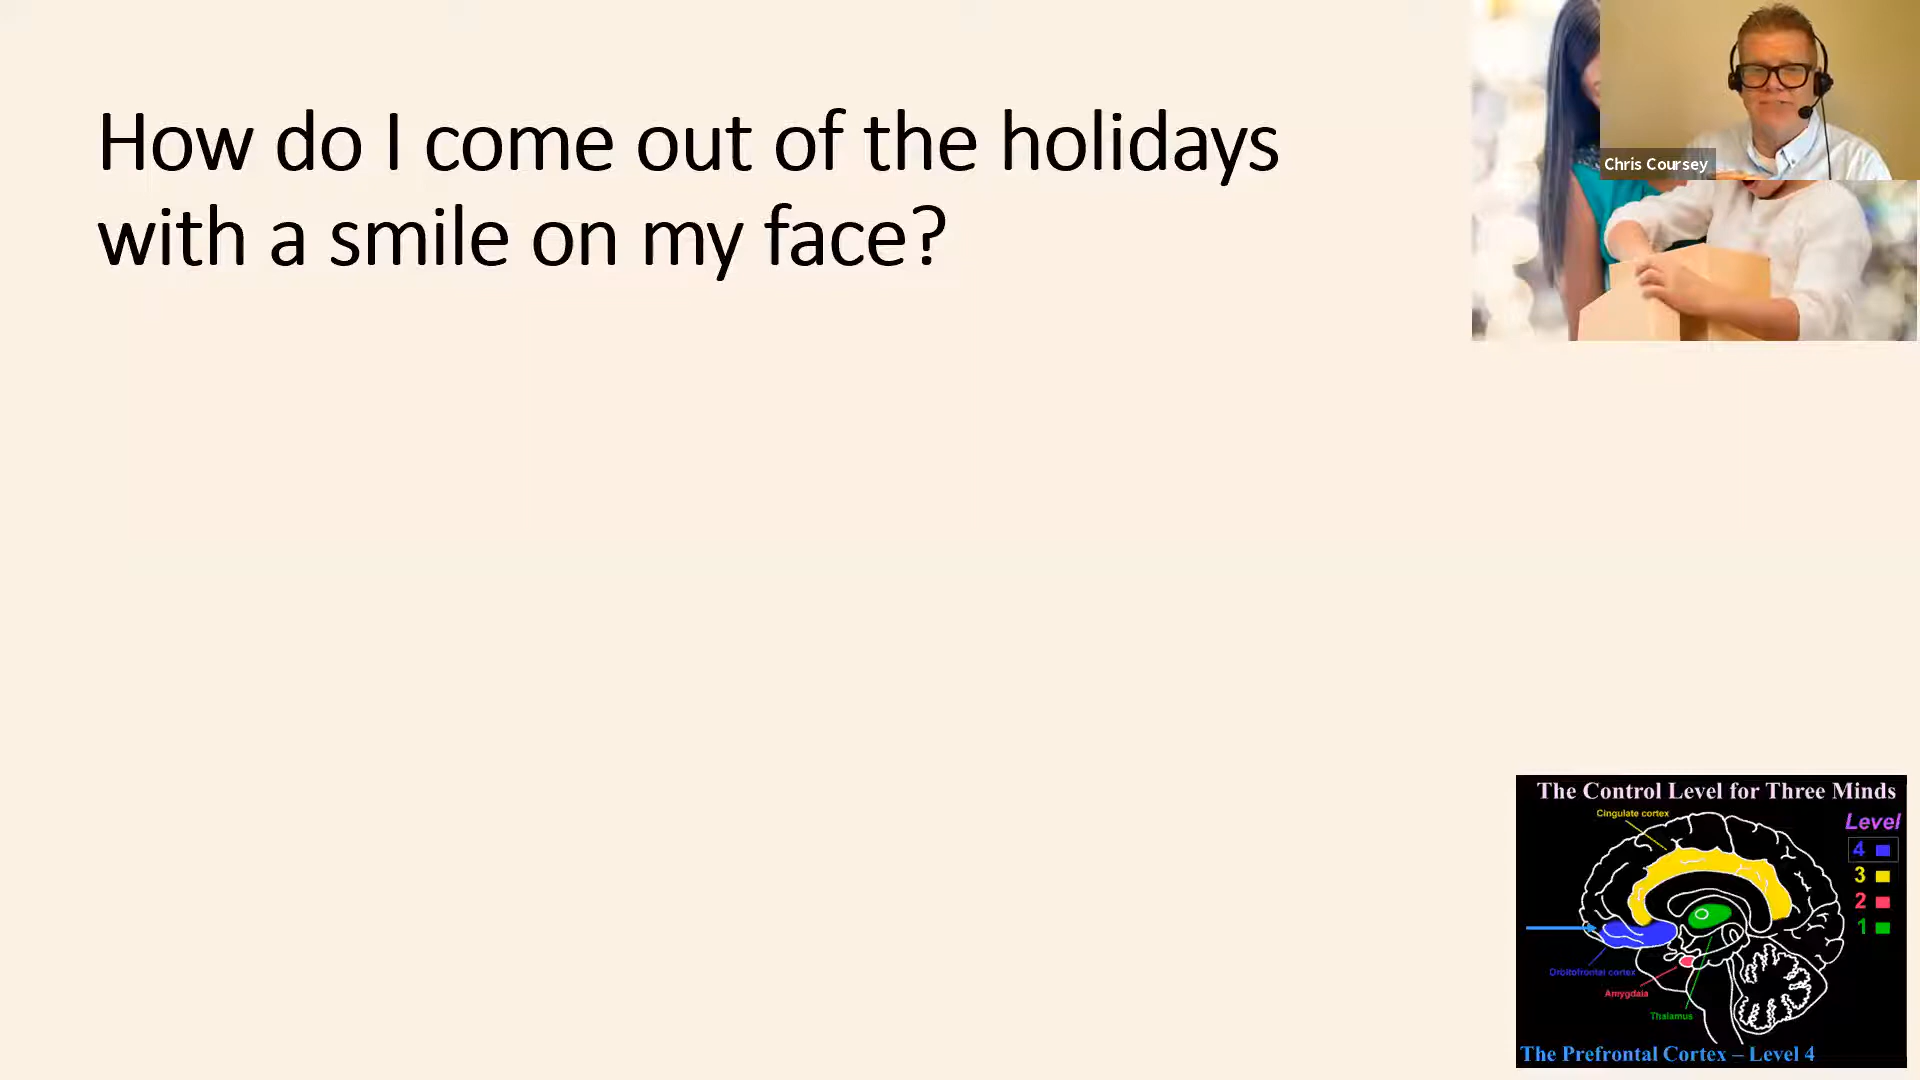 How do I come out of the holidays
with a smile on my face?
Chris Coursey
The Control Level for Three Minds
Cingulate cortex
Level
4
3
2
1
Orbitofrontal cortex
Amygdala
Thalamus
The Prefrontal Cortex – Level 4